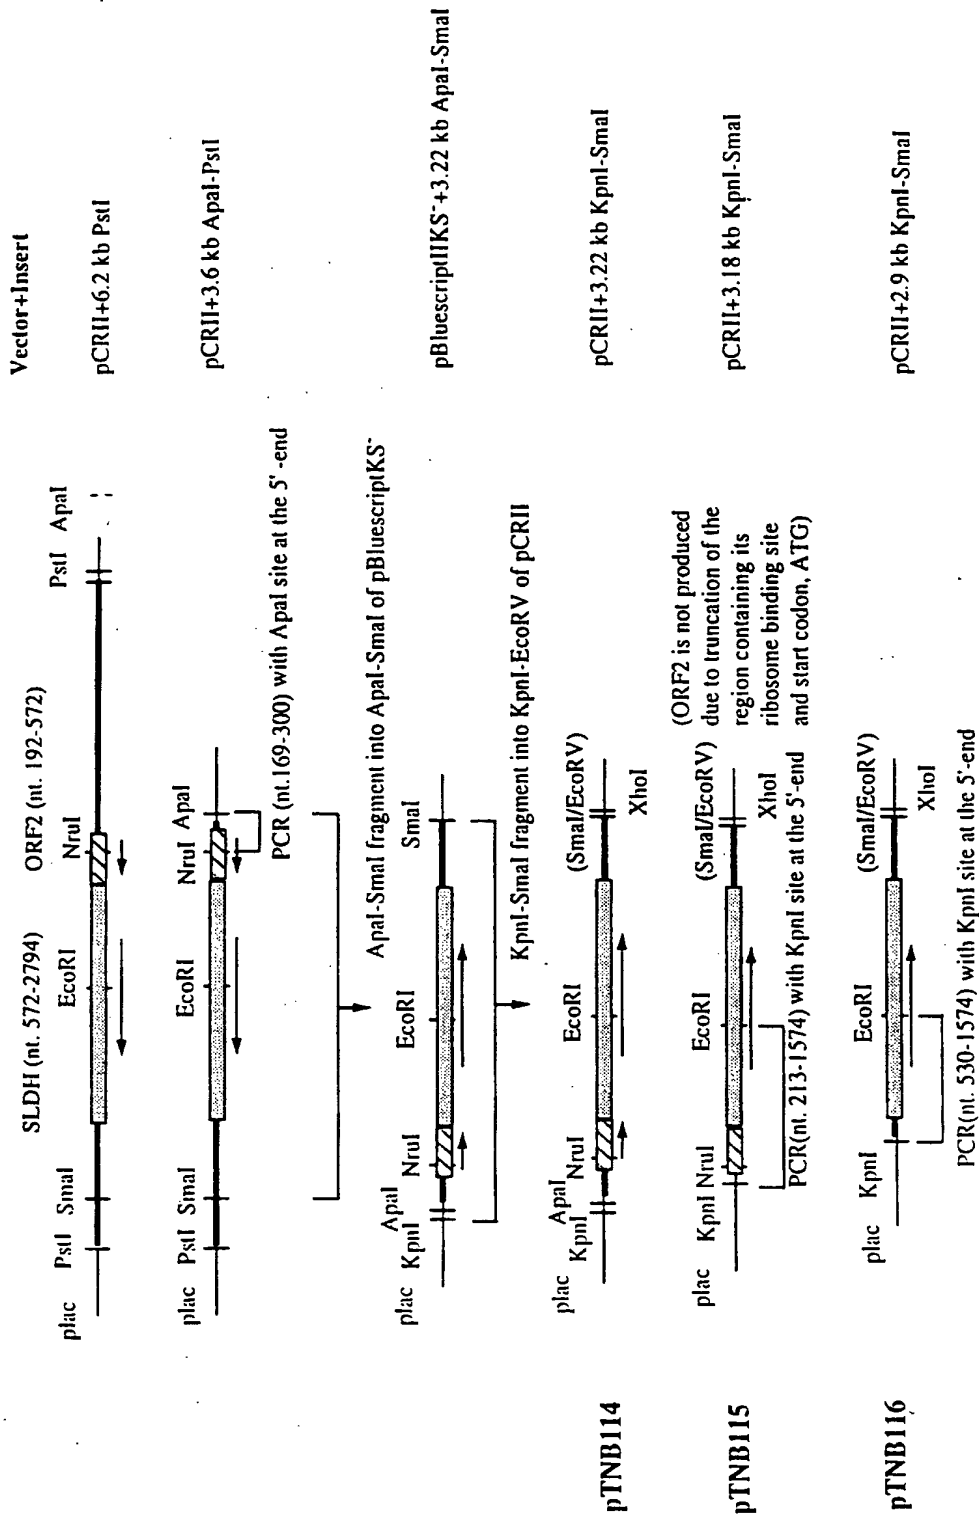 Vector+Insert
SLDH (nt. 572-2794) ORF2 (nt. 192-572)
plac PstI SmaI EcoRI NruI PstI ApaI
pCRII+6.2 kb PstI
plac PstI SmaI EcoRI NruI ApaI
pCRII+3.6 kb ApaI-PstI
PCR (nt.169-300) with ApaI site at the 5'-end
ApaI-SmaI fragment into ApaI-SmaI of pBluescriptKS-
plac KpnI ApaI NruI EcoRI SmaI
pBluescriptIIKS-+3.22 kb ApaI-SmaI
KpnI-SmaI fragment into KpnI-EcoRV of pCRII
pTNB114
plac KpnI ApaI NruI EcoRI (SmaI/EcoRV)
XhoI
pCRII+3.22 kb KpnI-SmaI
pTNB115
plac KpnI NruI EcoRI (SmaI/EcoRV)
XhoI
pCRII+3.18 kb KpnI-SmaI
(ORF2 is not produced
due to truncation of the
region containing its
ribosome binding site
and start codon, ATG)
PCR(nt. 213-1574) with KpnI site at the 5'-end
pTNB116
plac KpnI EcoRI (SmaI/EcoRV)
XhoI
pCRII+2.9 kb KpnI-SmaI
PCR(nt. 530-1574) with KpnI site at the 5'-end